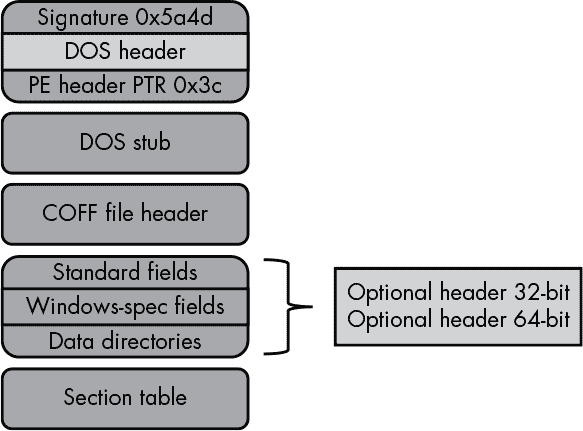 Signature 0x5a4d
DOS header
PE header PTR 0x3c
DOS stub
COFF file header
Standard fields
Windows-spec fields
Data directories
Optional header 32-bit
Optional header 64-bit
Section table